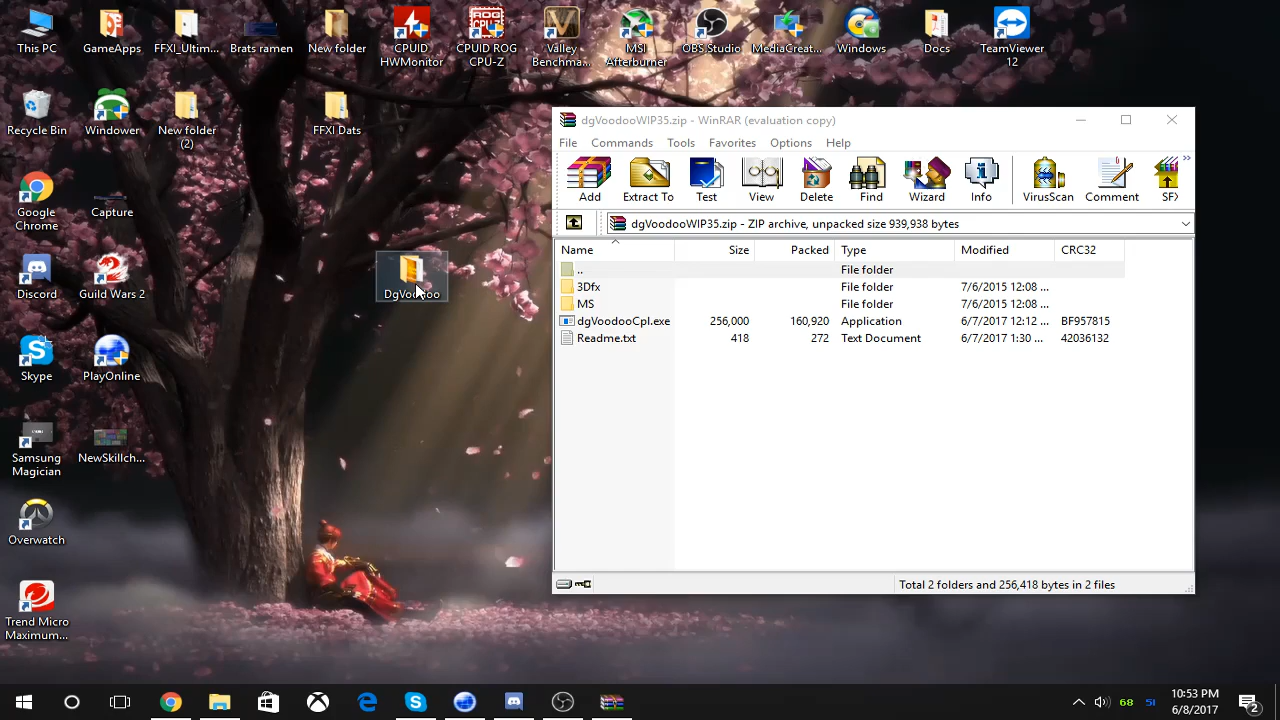 This PC
GameApps
FFXI_Ultim...
Brats ramen
New folder
CPUID
HWMonitor
CPUID ROG
CPU-Z
Valley
Benchma...
MSI
Afterburner
OBS Studio
MediaCreat...
Windows
Docs
TeamViewer
12
Recycle Bin
Windower
New folder
(2)
FFXI Dats
Google
Chrome
Capture
Discord
Guild Wars 2
DgVoodoo
Skype
PlayOnline
Samsung
Magician
NewSkillch...
Overwatch
Trend Micro
Maximum...
dgVoodooWIP35.zip - WinRAR (evaluation copy)
File Commands Tools Favorites Options Help
Add Extract To Test View Delete Find Wizard Info VirusScan Comment SFX
dgVoodooWIP35.zip - ZIP archive, unpacked size 939,938 bytes
Name Size Packed Type Modified CRC32
.. File folder
3Dfx File folder 7/6/2015 12:08 ...
MS File folder 7/6/2015 12:08 ...
dgVoodooCpl.exe 256,000 160,920 Application 6/7/2017 12:12 ... BF957815
Readme.txt 418 272 Text Document 6/7/2017 1:30 ... 42036132
Total 2 folders and 256,418 bytes in 2 files
68 51
10:53 PM
6/8/2017
2